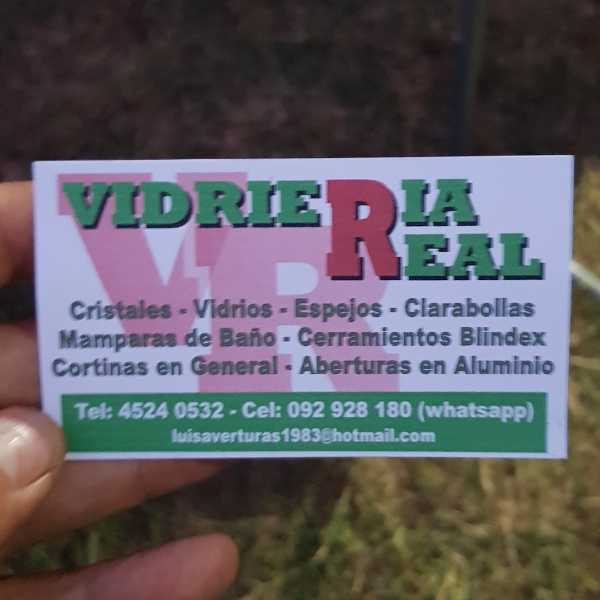 VIDRIERIA
REAL
Cristales - Vidrios - Espejos - Clarabollas
Mamparas de Baño - Cerramientos Blindex
Cortinas en General - Aberturas en Aluminio
Tel: 4524 0532 - Cel: 092 928 180 (whatsapp)
luisaverturas1983@hotmail.com
VR